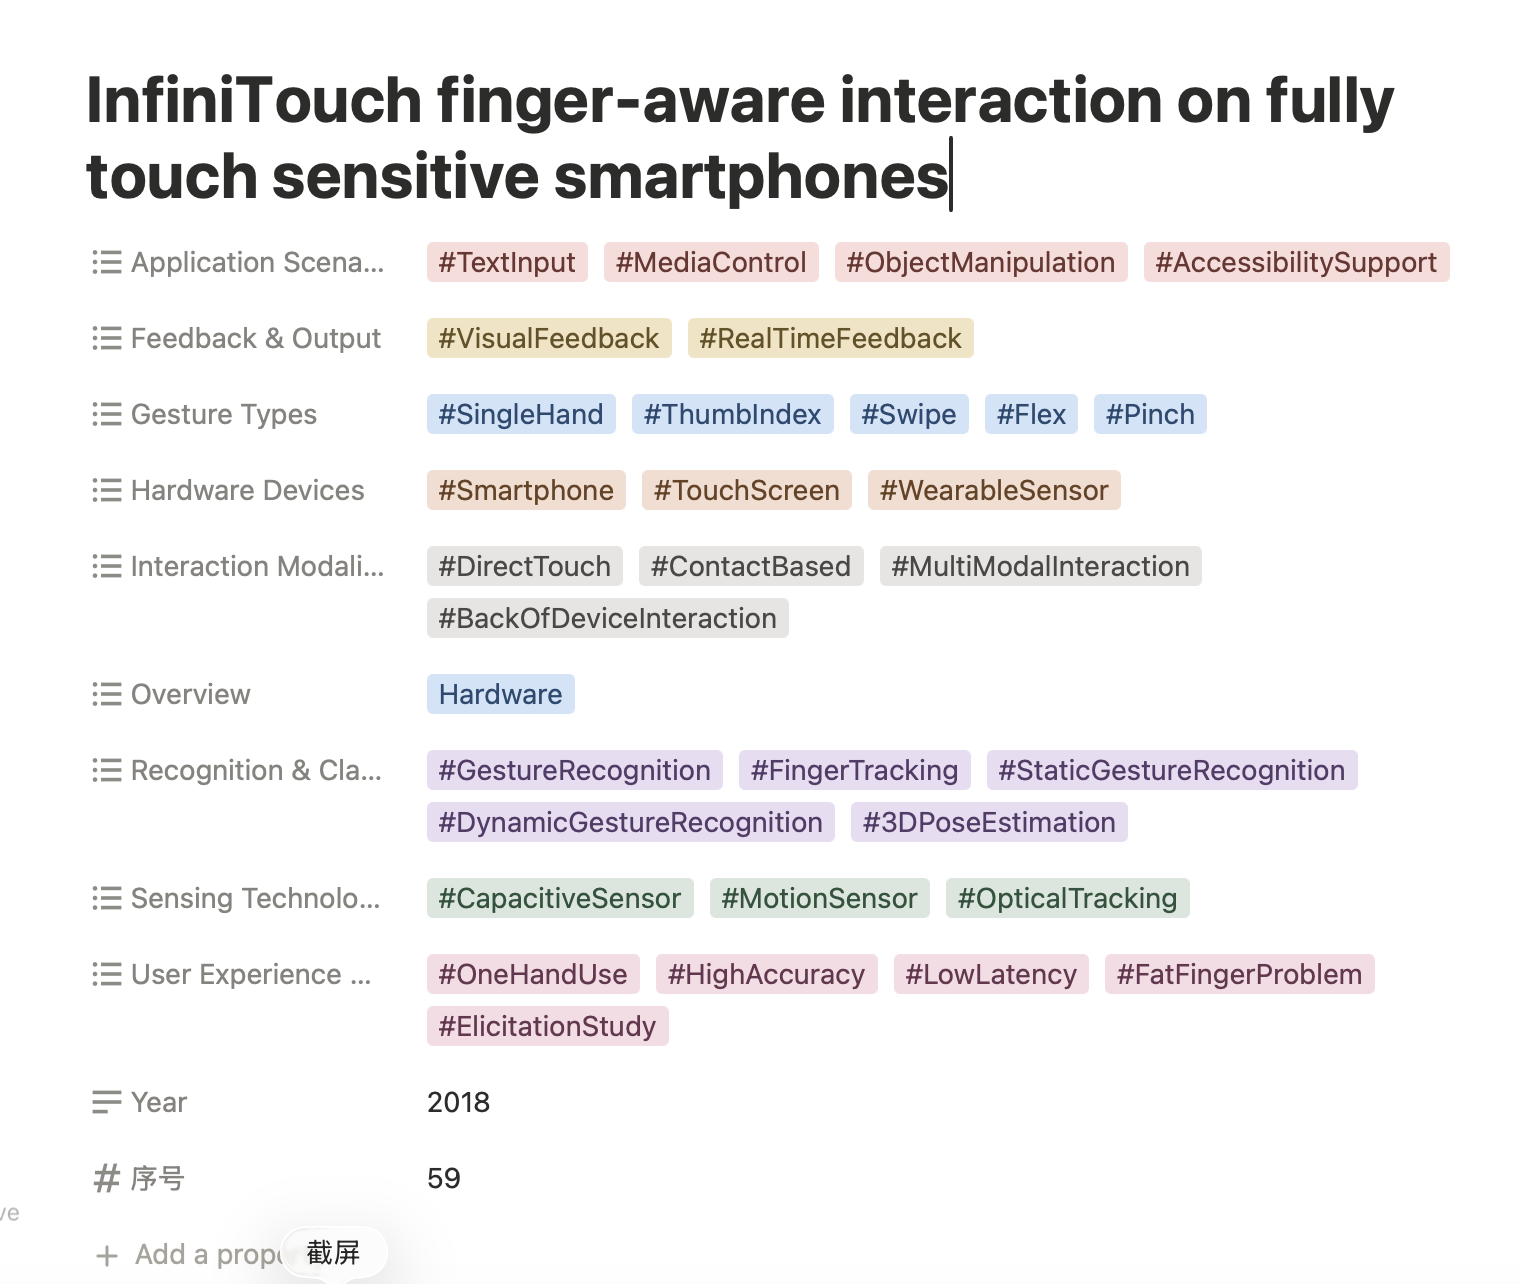 InfiniTouch finger-aware interaction on fully
touch sensitive smartphones
Application Scena... #TextInput #MediaControl #ObjectManipulation #AccessibilitySupport
Feedback & Output #VisualFeedback #RealTimeFeedback
Gesture Types #SingleHand #ThumbIndex #Swipe #Flex #Pinch
Hardware Devices #Smartphone #TouchScreen #WearableSensor
Interaction Modali... #DirectTouch #ContactBased #MultiModalInteraction
#BackOfDeviceInteraction
Overview Hardware
Recognition & Cla... #GestureRecognition #FingerTracking #StaticGestureRecognition
#DynamicGestureRecognition #3DPoseEstimation
Sensing Technolo... #CapacitiveSensor #MotionSensor #OpticalTracking
User Experience ... #OneHandUse #HighAccuracy #LowLatency #FatFingerProblem
#ElicitationStudy
Year 2018
序号 59
ve
Add a prope
截屏